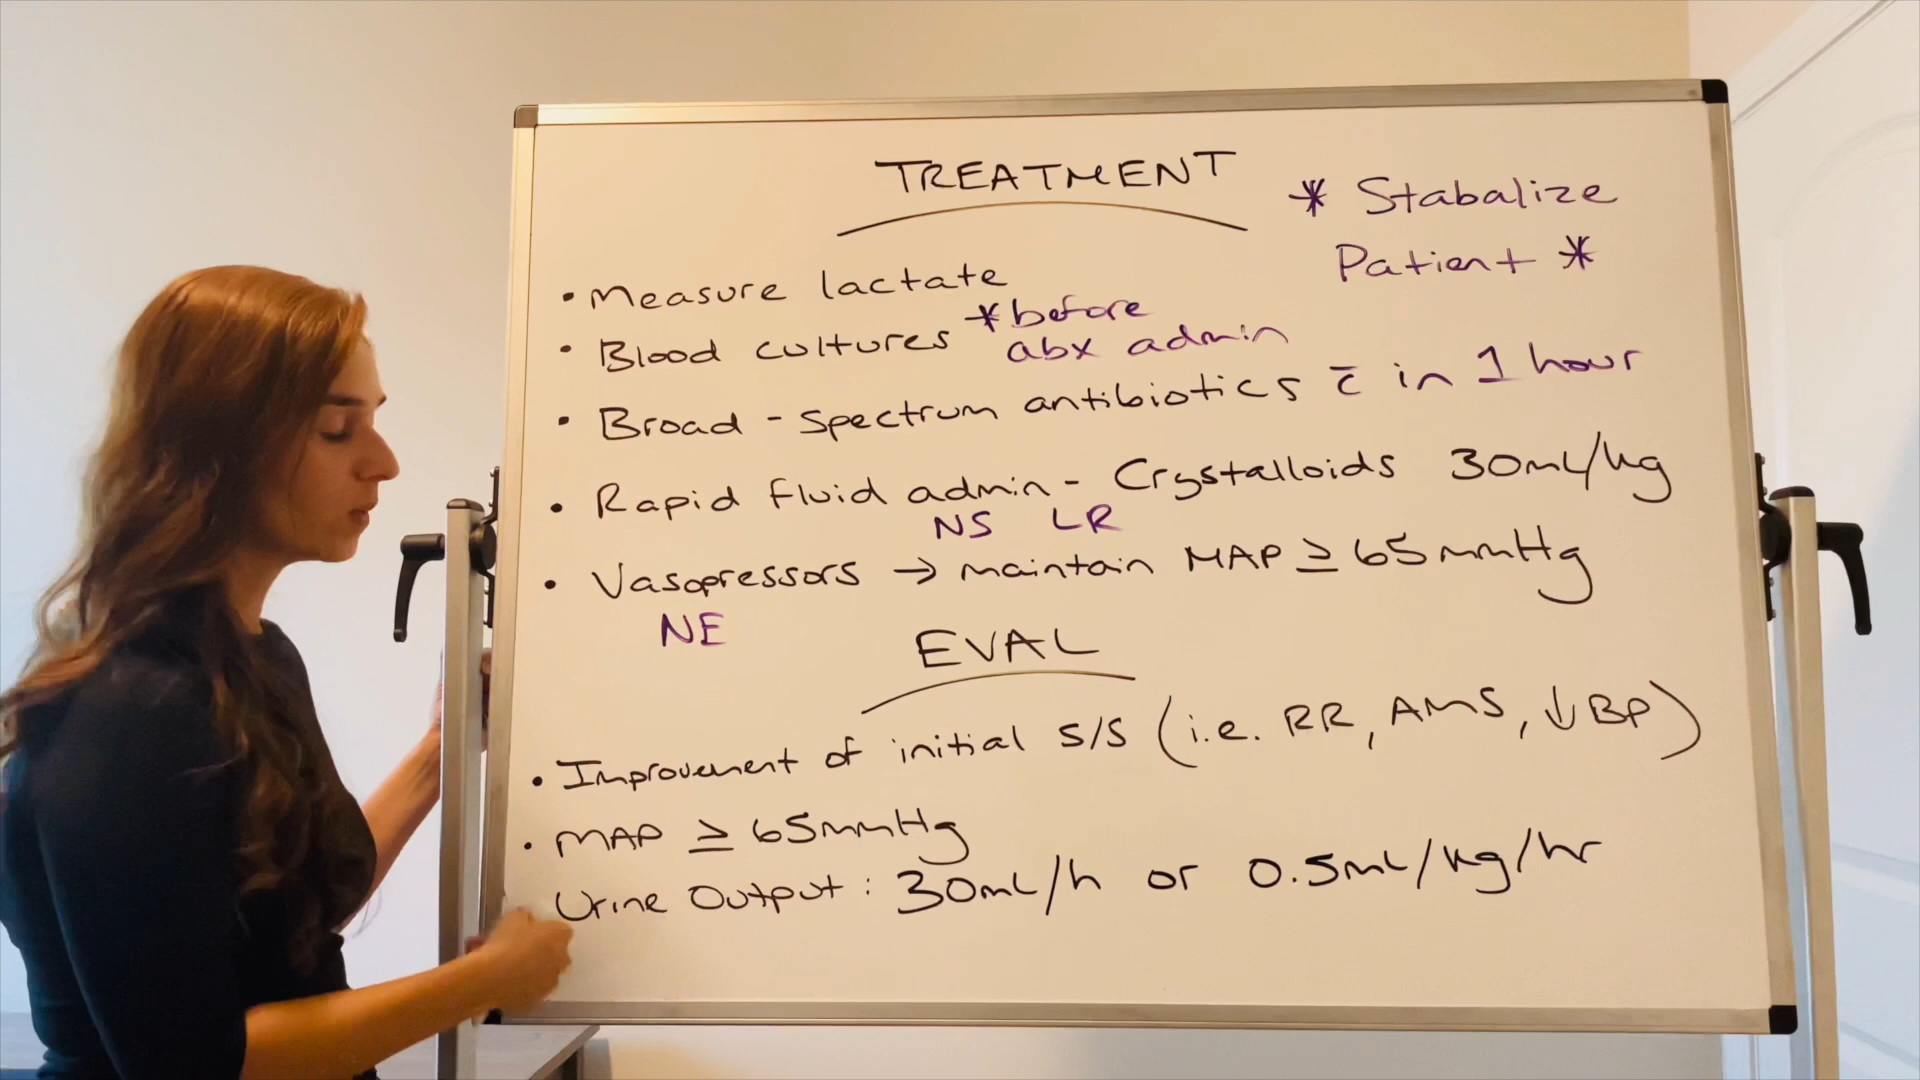 TREATMENT
* Stabalize
Patient *
• Measure lactate
• Blood cultures *before
abx admin
• Broad - spectrum antibiotics c̄ in 1 hour
• Rapid fluid admin - Crystalloids 30mL/kg
NS LR
• Vasopressors → maintain MAP ≥ 65mmHg
NE
EVAL
• Improvement of initial S/S (i.e. RR, AMS, ↓BP)
• MAP ≥ 65mmHg
Urine Output: 30mL/h or 0.5mL/kg/hr